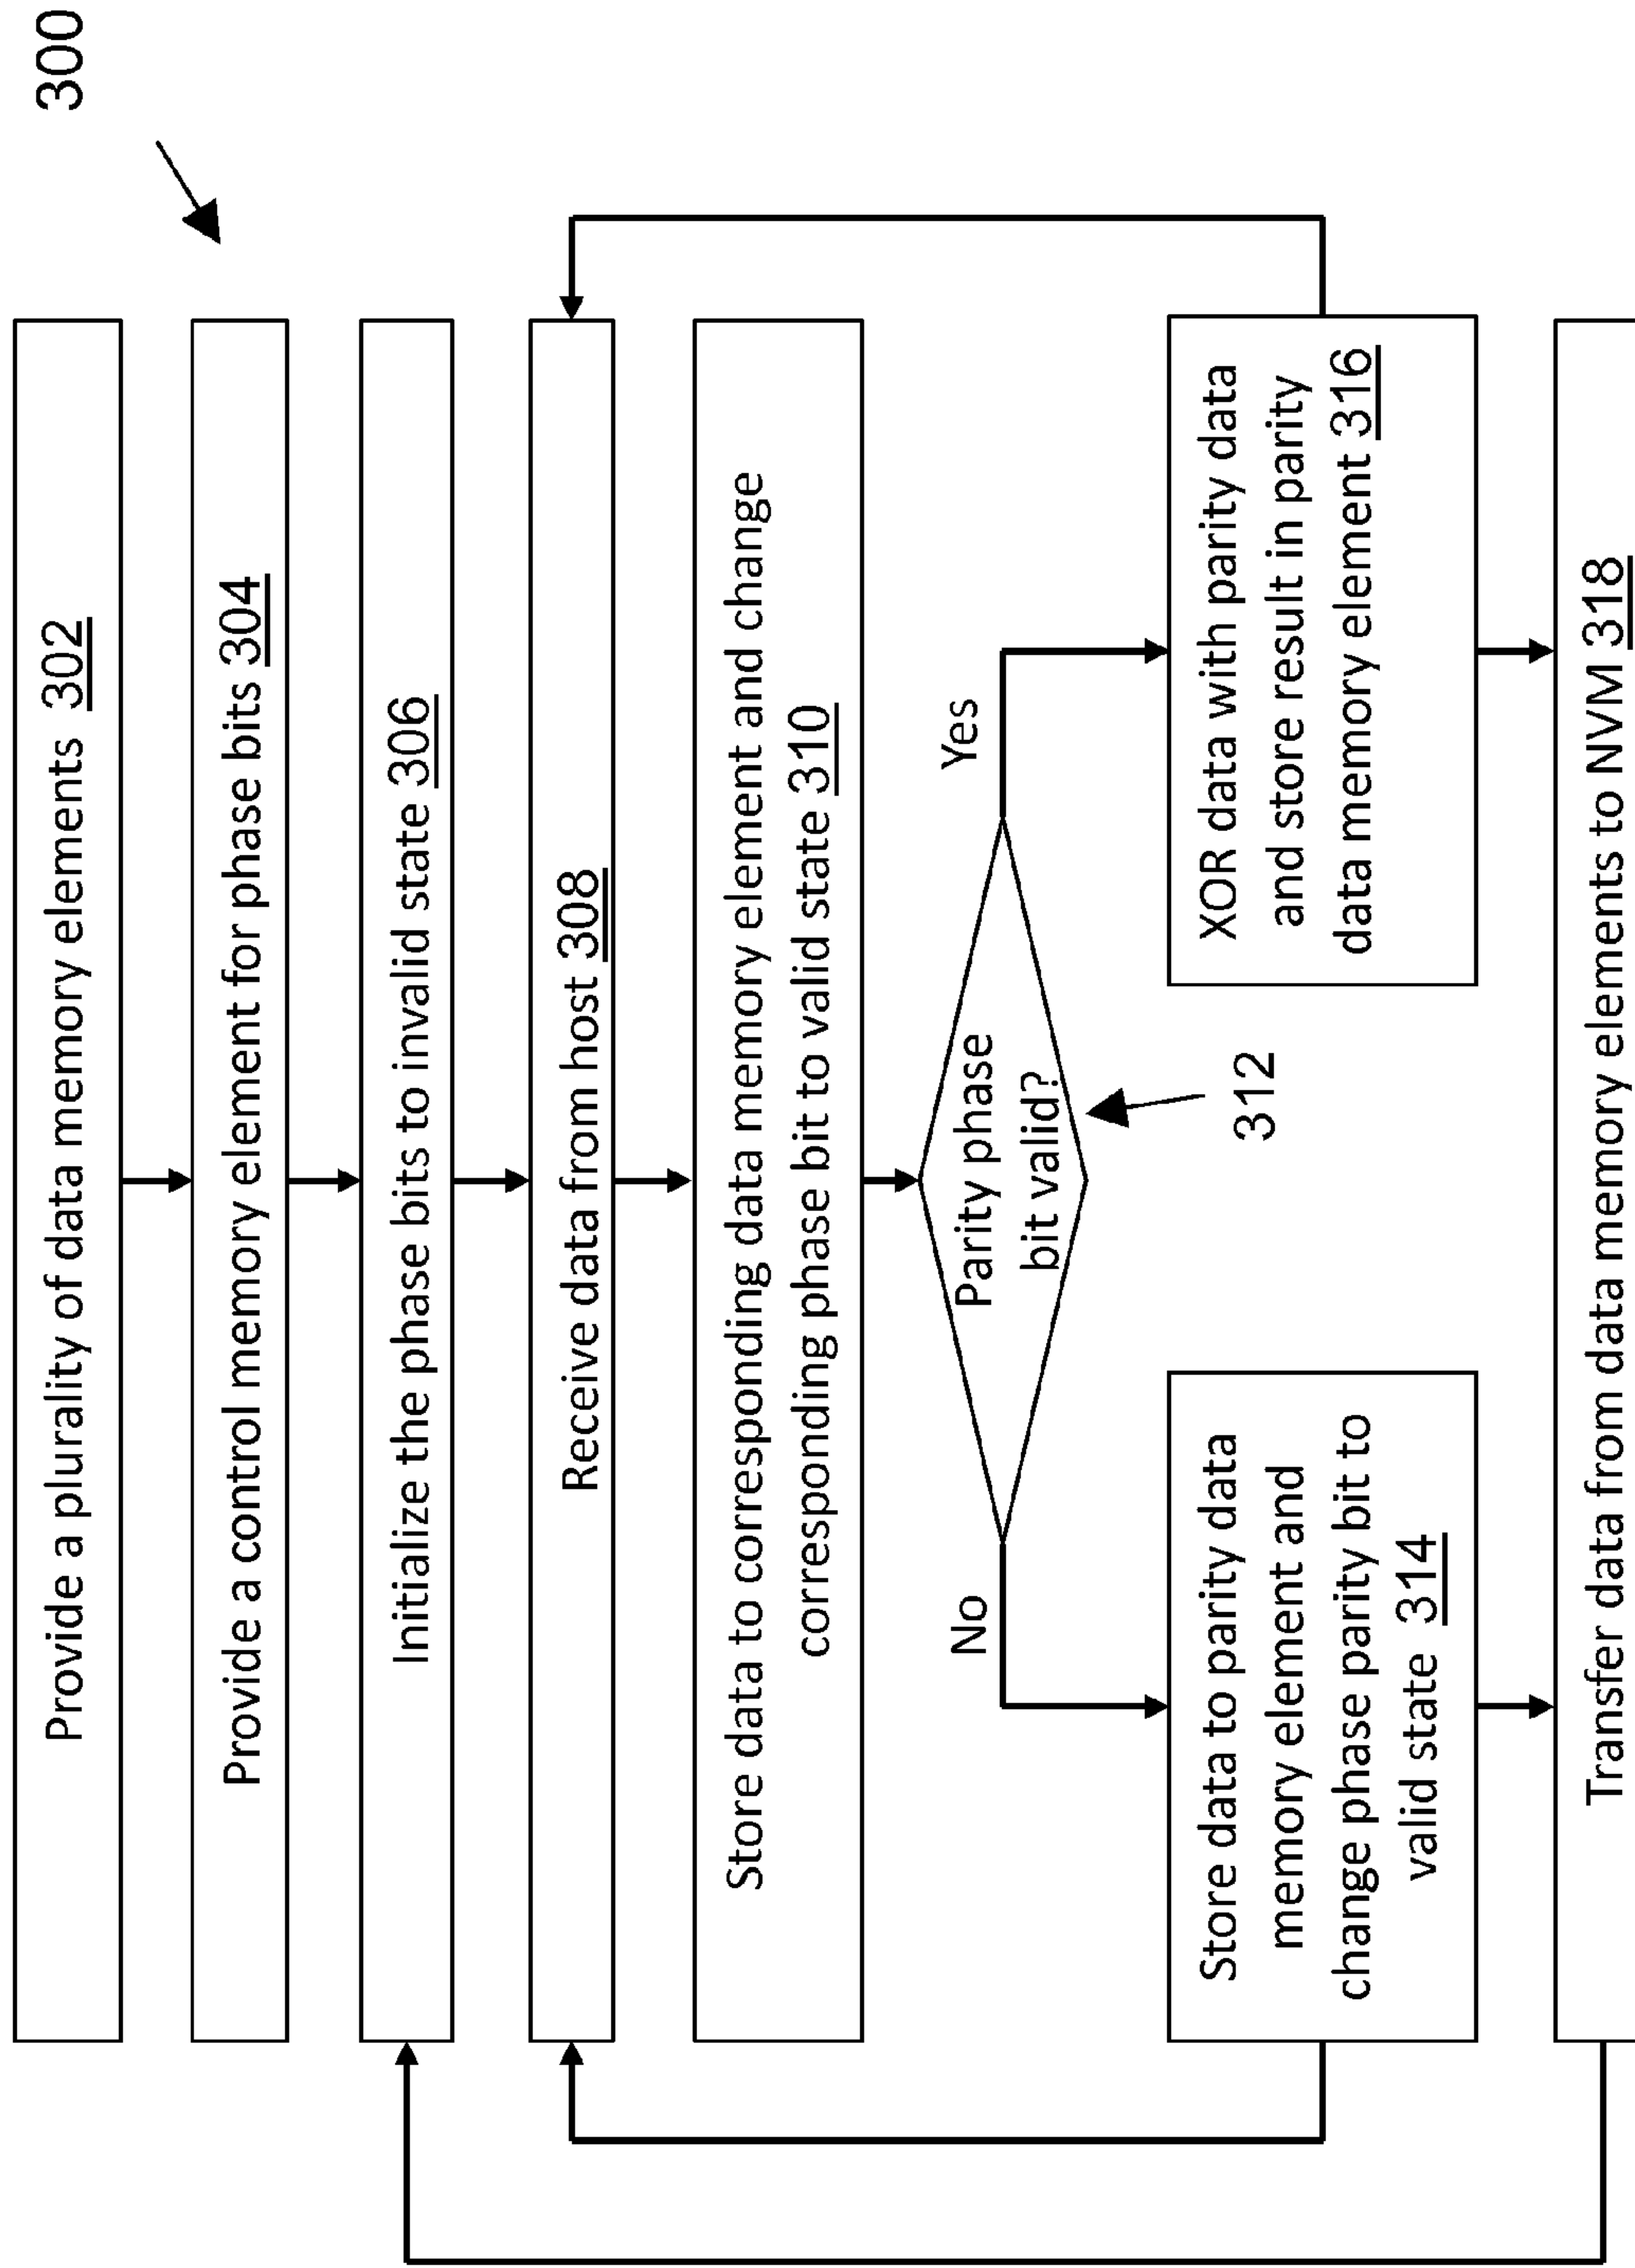 300
Provide a plurality of data memory elements 302
Provide a control memory element for phase bits 304
Initialize the phase bits to invalid state 306
Receive data from host 308
Store data to corresponding data memory element and change
corresponding phase bit to valid state 310
Parity phase
bit valid?
312
No
Yes
Store data to parity data
memory element and
change phase parity bit to
valid state 314
XOR data with parity data
and store result in parity
data memory element 316
Transfer data from data memory elements to NVM 318